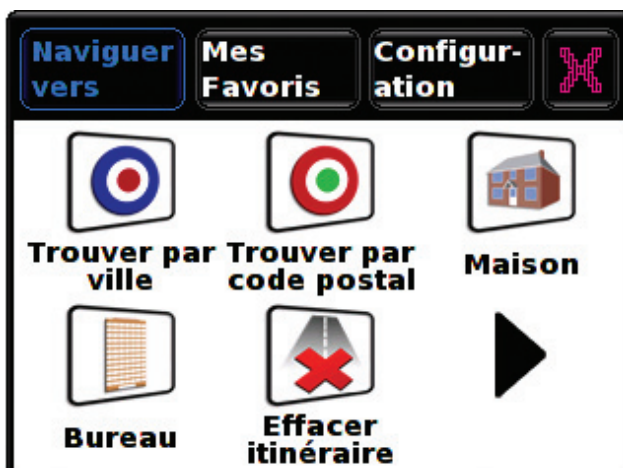 Naviguer
vers
Mes
Favoris
Configur-
ation
Trouver par
ville
Trouver par
code postal
Maison
Bureau
Effacer
itinéraire